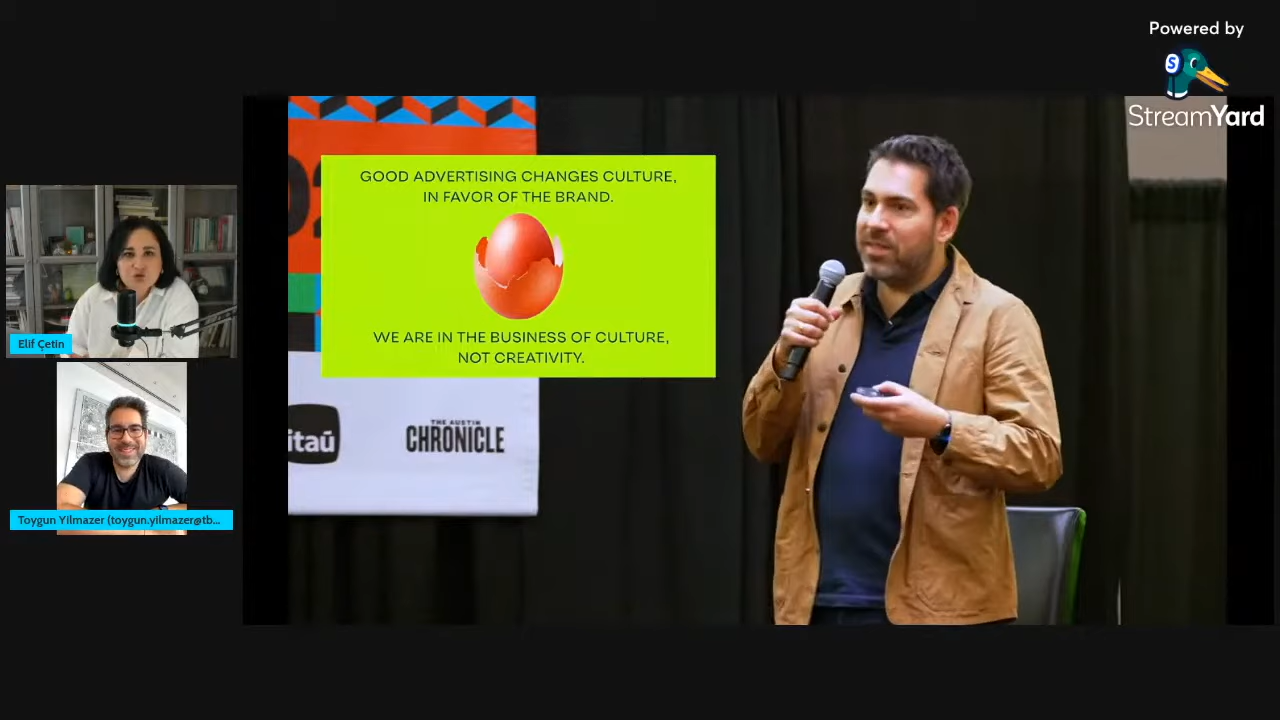 Powered by
S
StreamYard
GOOD ADVERTISING CHANGES CULTURE,
IN FAVOR OF THE BRAND.
WE ARE IN THE BUSINESS OF CULTURE,
NOT CREATIVITY.
itaú
THE AUSTIN
CHRONICLE
Elif Çetin
Toygun Yilmazer (toygun.yilmazer@tb...